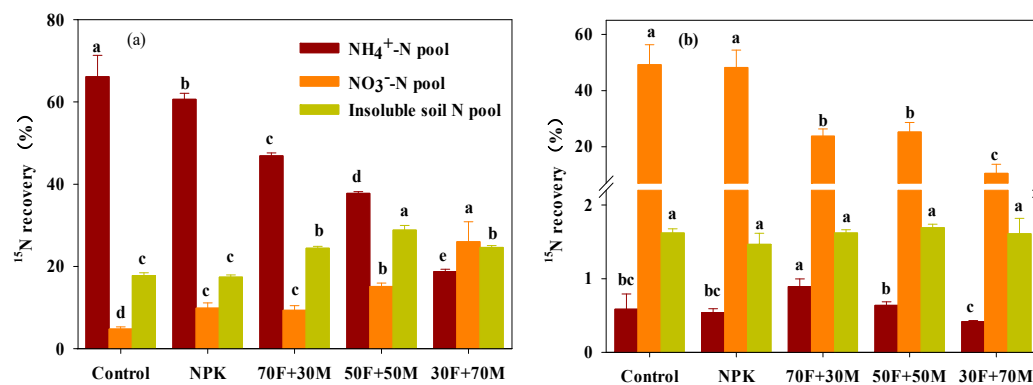 80
60
40
20
0
¹⁵N recovery (%)
(a)
NH₄⁺-N pool
NO₃⁻-N pool
Insoluble soil N pool
a
d
c
b
c
c
c
c
b
d
b
a
e
a
b
Control NPK 70F+30M 50F+50M 30F+70M
60
40
20
2
1
0
¹⁵N recovery (%)
(b)
bc
a
a
bc
a
a
a
b
a
b
b
a
c
c
a
Control NPK 70F+30M 50F+50M 30F+70M